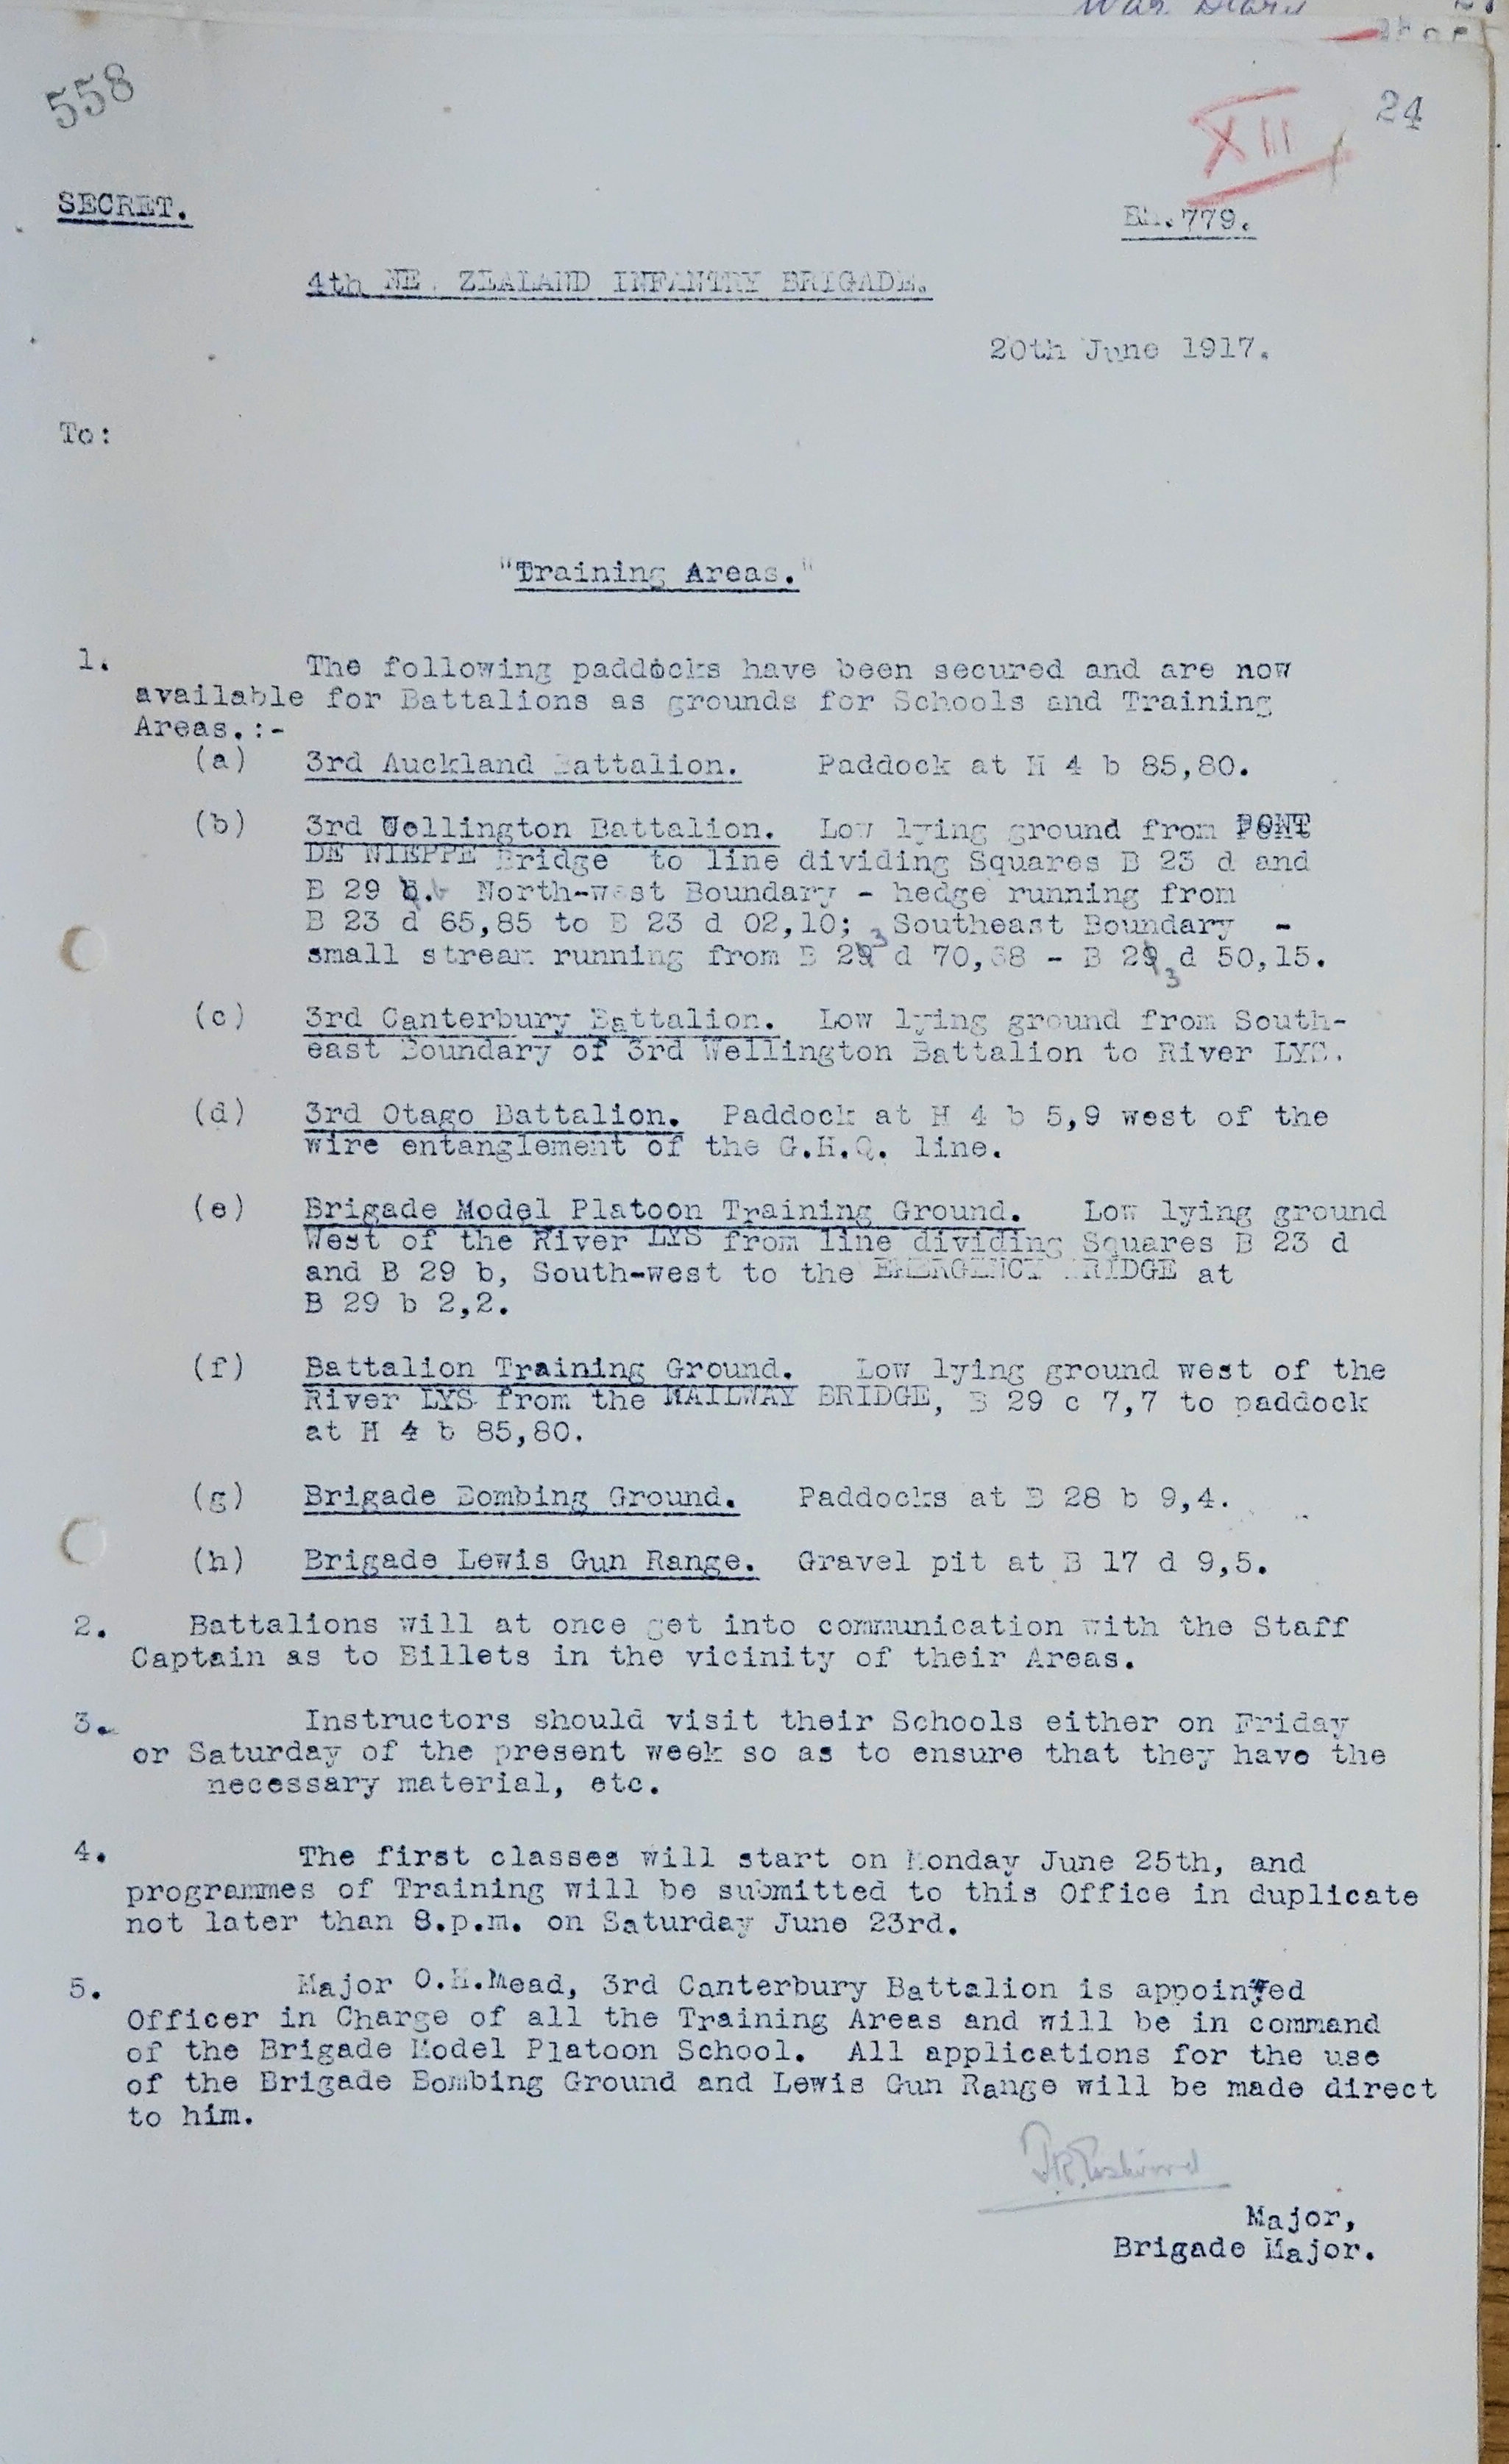 War Diary
558
24
XII
SECRET.
BM.779.
4th NE  ZEALAND INFANTRY BRIGADE.
20th June 1917.
To:
"Training Areas."
1. The following paddocks have been secured and are now
available for Battalions as grounds for Schools and Training
Areas.:-
(a) 3rd Auckland Battalion. Paddock at H 4 b 85,80.
(b) 3rd Wellington Battalion. Low lying ground from PONT
DE NIEPPE Bridge to line dividing Squares B 23 d and
B 29 b. North-west Boundary - hedge running from
B 23 d 65,85 to B 23 d 02,10; Southeast Boundary -
small stream running from B 23 d 70,68 - B 23 d 50,15.
(c) 3rd Canterbury Battalion. Low lying ground from South-
east Boundary of 3rd Wellington Battalion to River LYS.
(d) 3rd Otago Battalion. Paddock at H 4 b 5,9 west of the
wire entanglement of the G.H.Q. line.
(e) Brigade Model Platoon Training Ground. Low lying ground
West of the River LYS from line dividing Squares B 23 d
and B 29 b, South-west to the EMERGENCY BRIDGE at
B 29 b 2,2.
(f) Battalion Training Ground. Low lying ground west of the
River LYS from the RAILWAY BRIDGE, B 29 c 7,7 to paddock
at H 4 b 85,80.
(g) Brigade Bombing Ground. Paddocks at B 28 b 9,4.
(h) Brigade Lewis Gun Range. Gravel pit at B 17 d 9,5.
2. Battalions will at once get into communication with the Staff
Captain as to Billets in the vicinity of their Areas.
3. Instructors should visit their Schools either on Friday
or Saturday of the present week so as to ensure that they have the
necessary material, etc.
4. The first classes will start on Monday June 25th, and
programmes of Training will be submitted to this Office in duplicate
not later than 8.p.m. on Saturday June 23rd.
5. Major O.H.Mead, 3rd Canterbury Battalion is appointed
Officer in Charge of all the Training Areas and will be in command
of the Brigade Model Platoon School. All applications for the use
of the Brigade Bombing Ground and Lewis Gun Range will be made direct
to him.
Major,
Brigade Major.